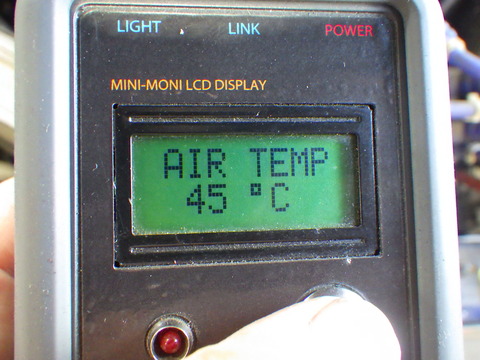 LIGHT LINK POWER
MINI-MONI LCD DISPLAY
AIR TEMP
45 °C